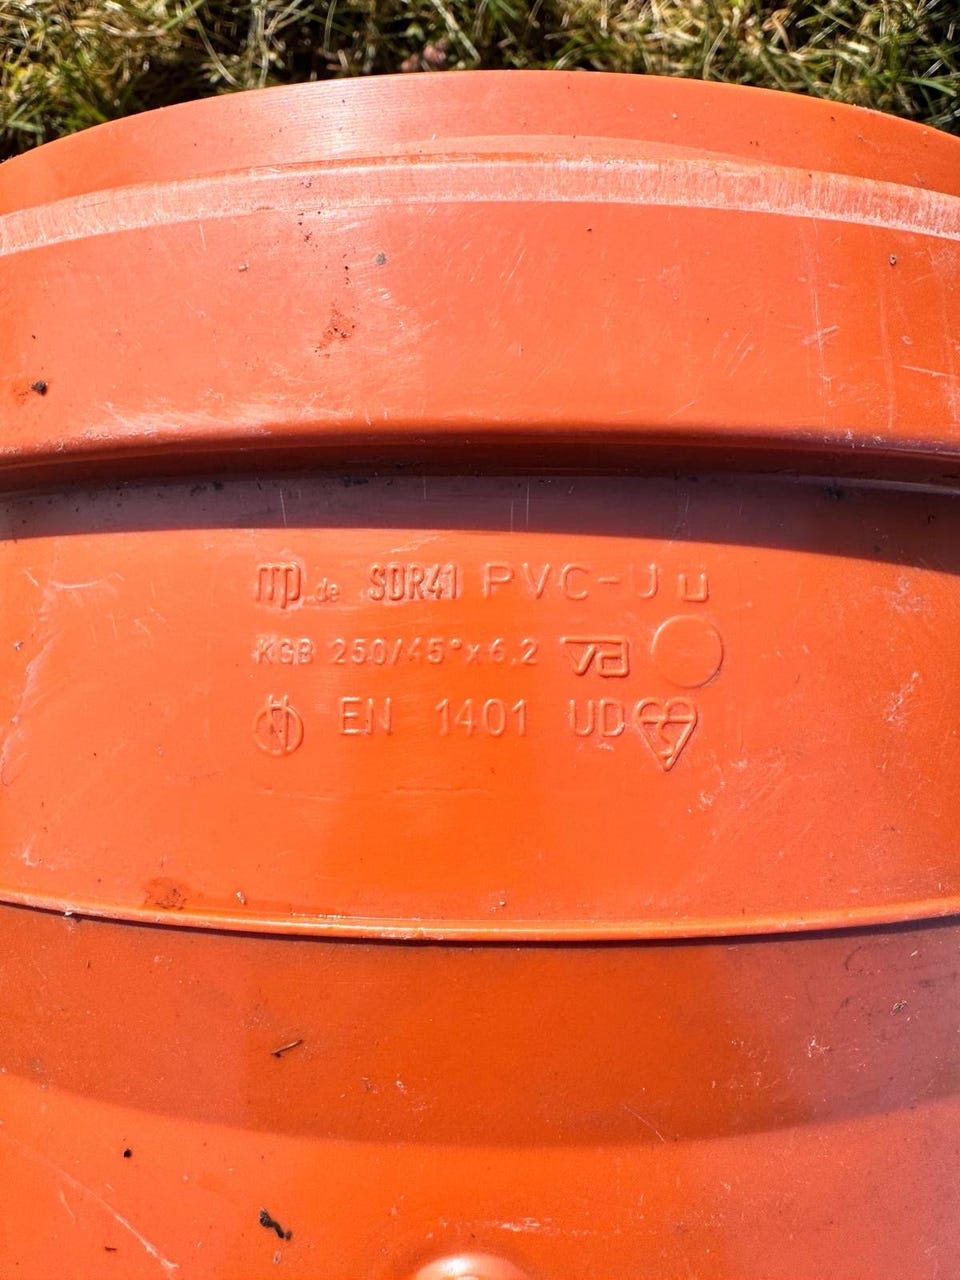 mp.de SDR41 PVC-U Ü
KGB 250/45°x6,2
EN 1401 UD